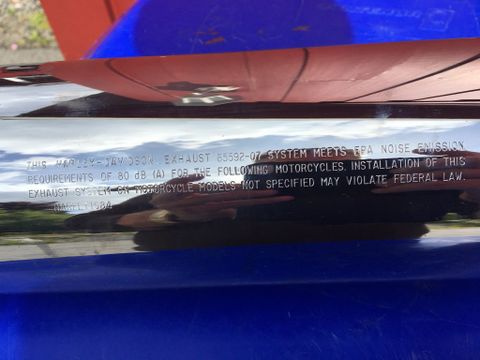 THIS HARLEY-DAVIDSON EXHAUST 65592-07 SYSTEM MEETS EPA NOISE EMISSION
REQUIREMENTS OF 80 dB (A) FOR THE FOLLOWING MOTORCYCLES. INSTALLATION OF THIS
EXHAUST SYSTEM ON MOTORCYCLE MODELS NOT SPECIFIED MAY VIOLATE FEDERAL LAW.